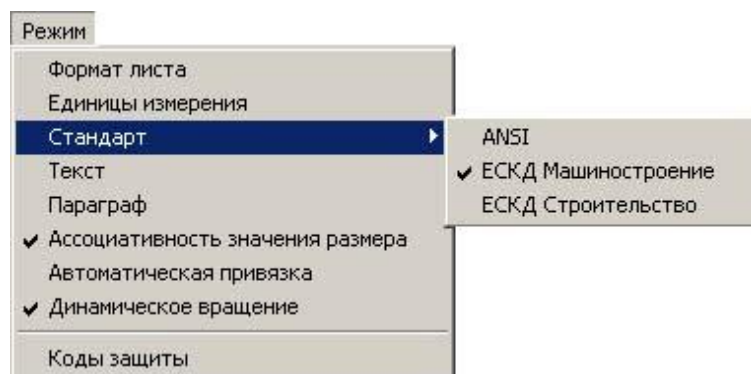 Режим
Формат листа
Единицы измерения
Стандарт
ANSI
Текст
ЕСКД Машиностроение
Параграф
ЕСКД Строительство
Ассоциативность значения размера
Автоматическая привязка
Динамическое вращение
Коды защиты